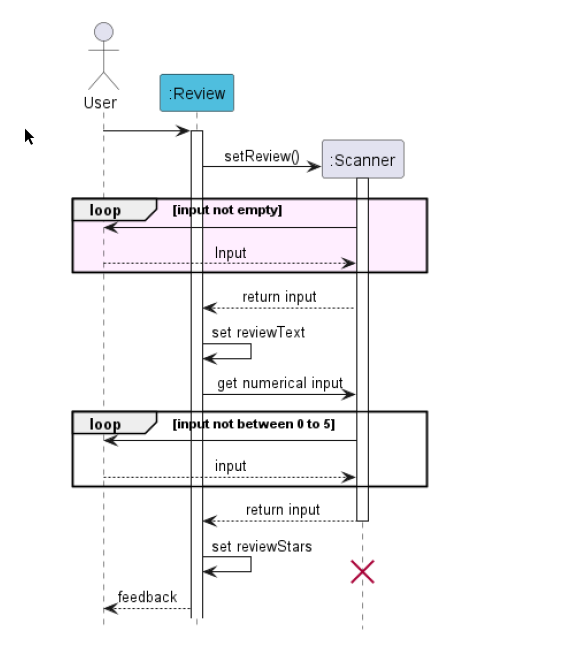 User
:Review
setReview()
:Scanner
loop [input not empty]
Input
return input
set reviewText
get numerical input
loop [input not between 0 to 5]
input
return input
set reviewStars
feedback